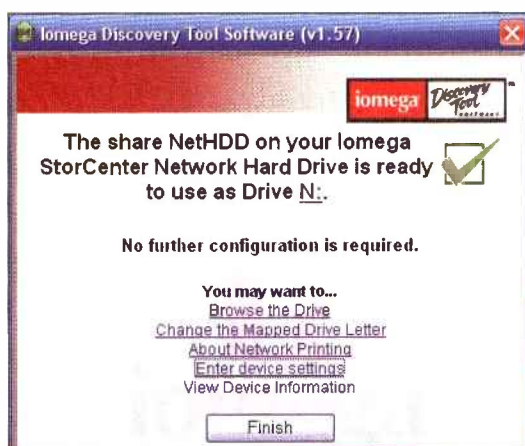 Iomega Discovery Tool Software (v1.57)
iomega Discovery Tool™ software
The share NetHDD on your Iomega
StorCenter Network Hard Drive is ready
to use as Drive N:.
No further configuration is required.
You may want to...
Browse the Drive
Change the Mapped Drive Letter
About Network Printing
Enter device settings
View Device Information
Finish